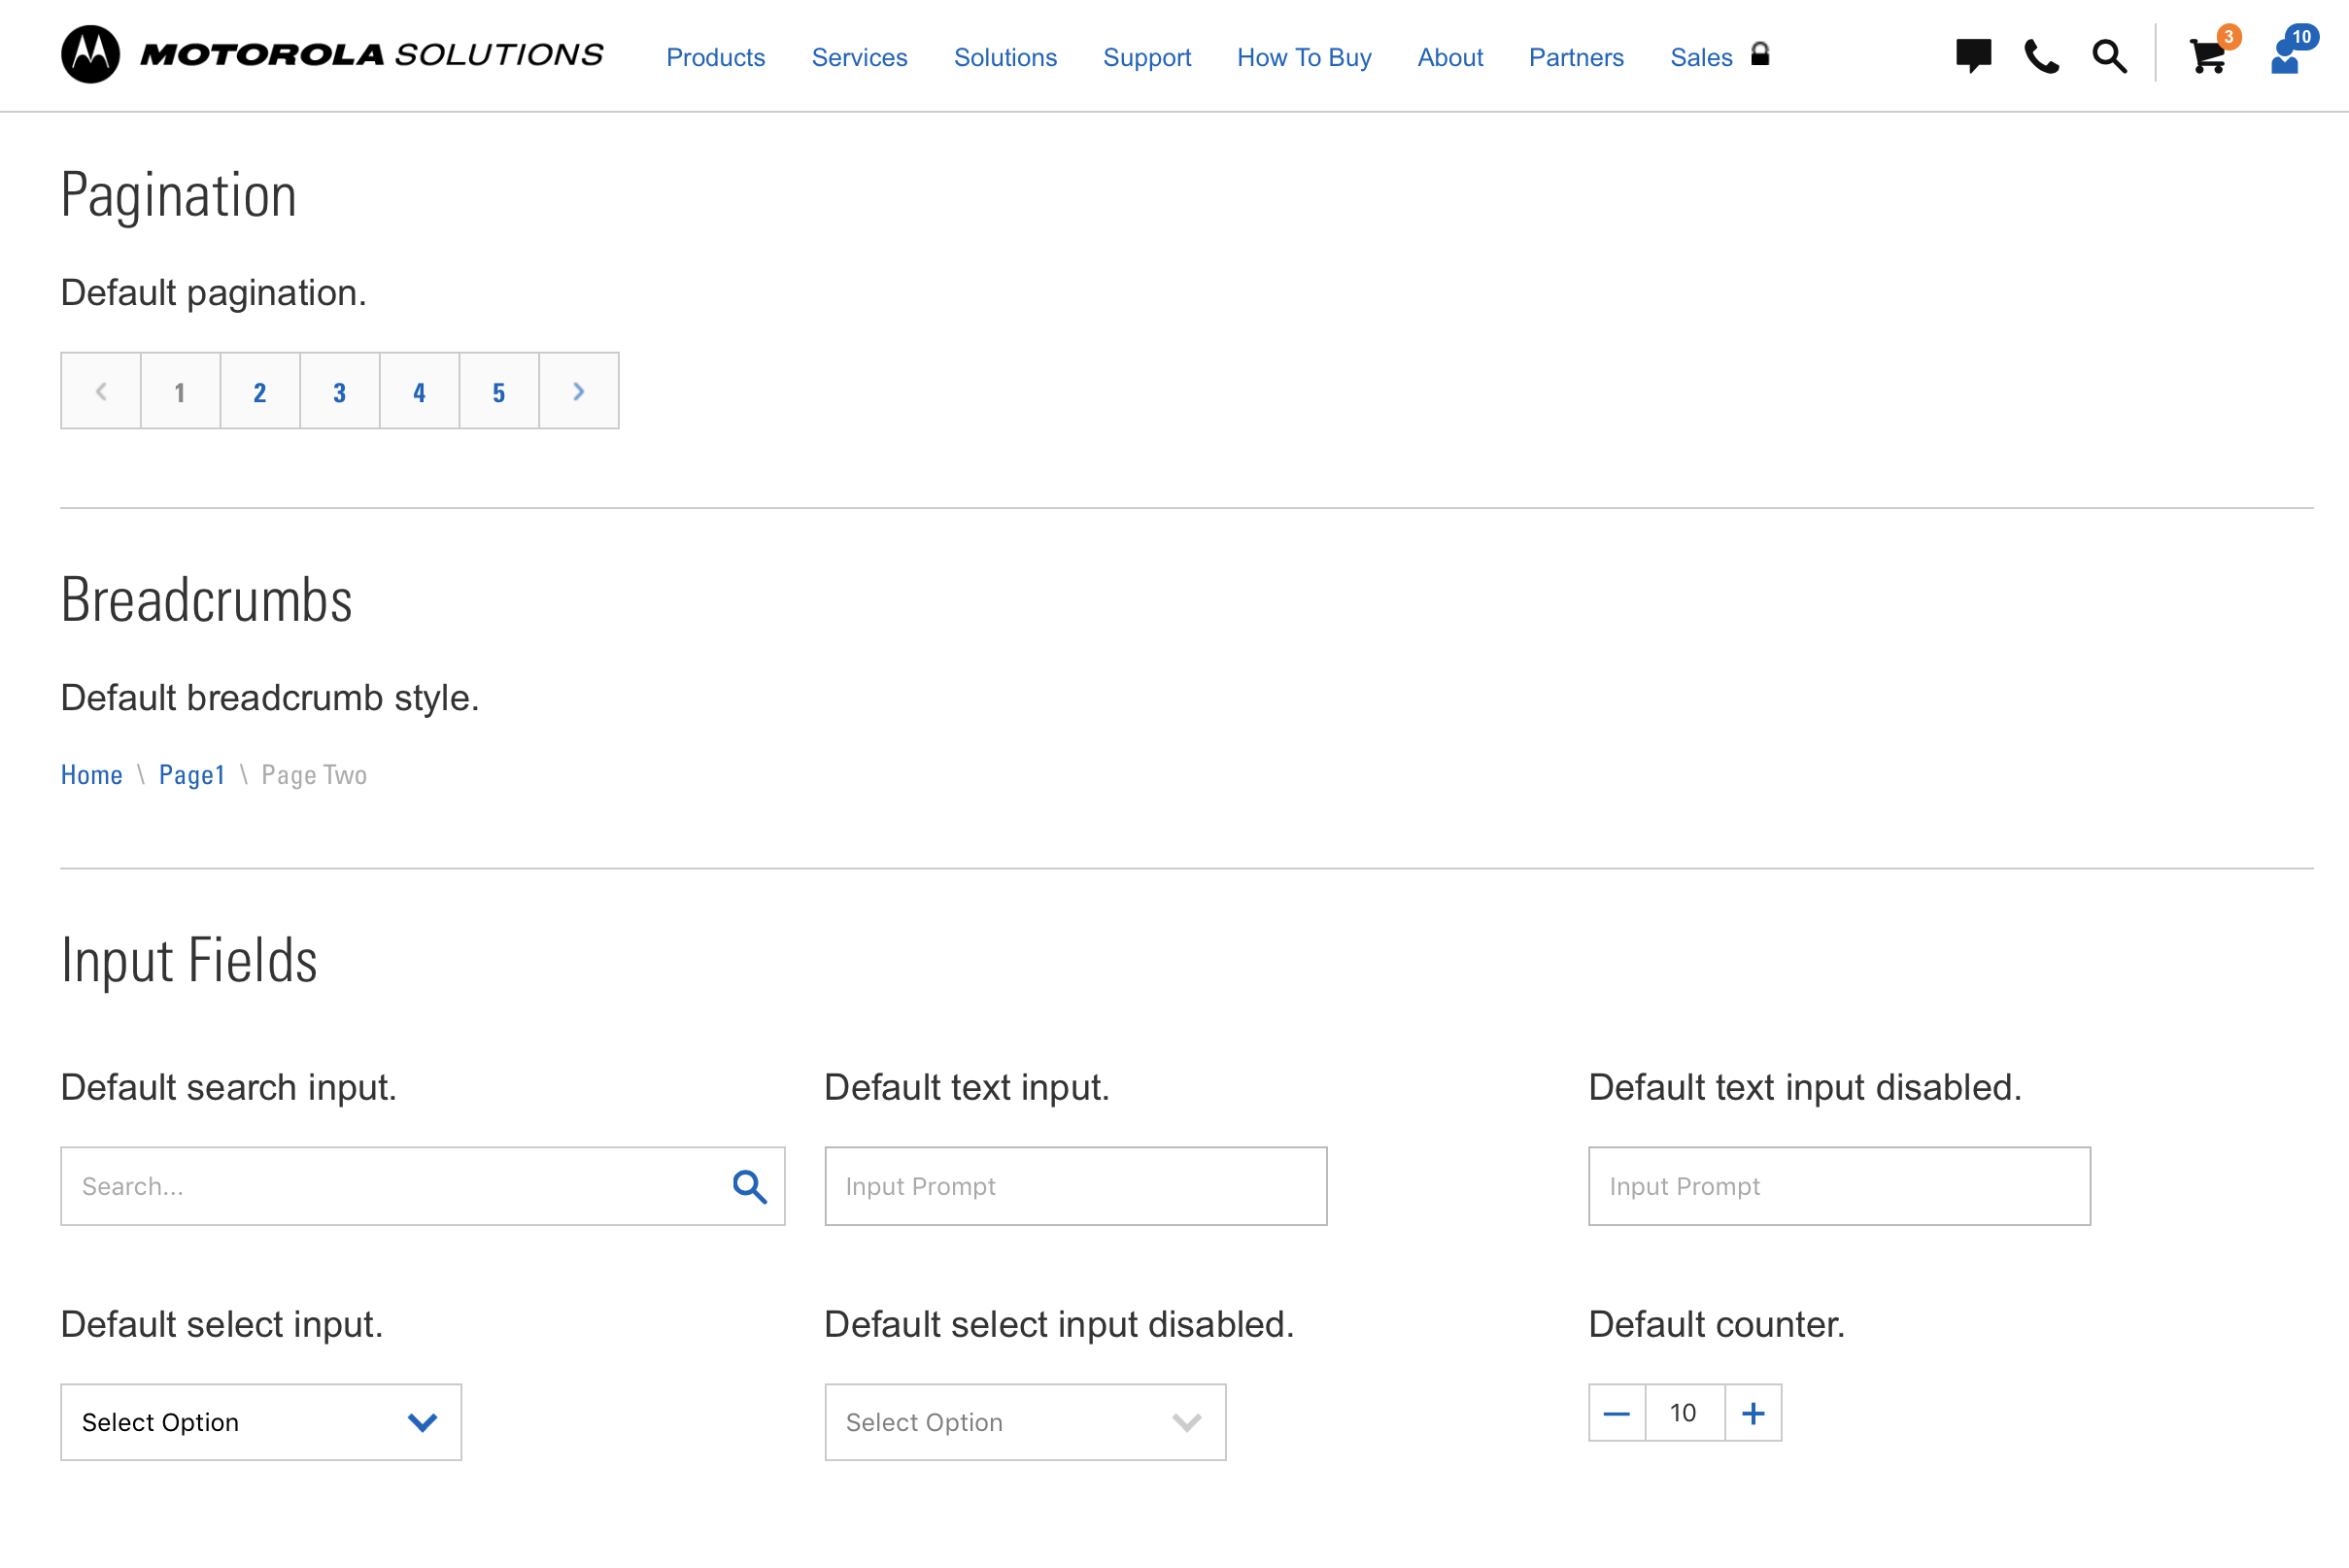 MOTOROLA SOLUTIONS Products Services Solutions Support How To Buy About Partners Sales 3 10
Pagination
Default pagination.
1 2 3 4 5
Breadcrumbs
Default breadcrumb style.
Home \ Page1 \ Page Two
Input Fields
Default search input. Default text input. Default text input disabled.
Search... Input Prompt Input Prompt
Default select input. Default select input disabled. Default counter.
Select Option Select Option — 10 +